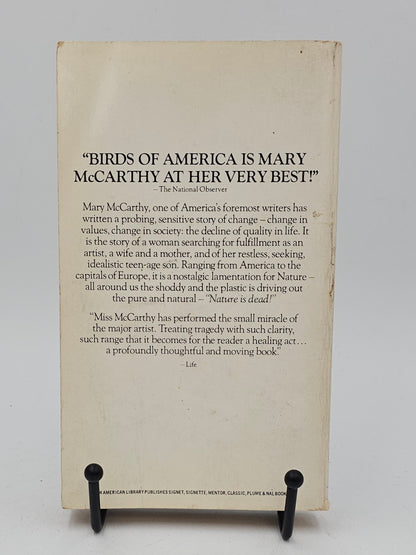 “BIRDS OF AMERICA IS MARY
McCARTHY AT HER VERY BEST!”
– The National Observer
Mary McCarthy, one of America's foremost writers has
written a probing, sensitive story of change – change in
values, change in society: the decline of quality in life. It
is the story of a woman searching for fulfillment as an
artist, a wife and a mother, and of her restless, seeking,
idealistic teen-age son. Ranging from America to the
capitals of Europe, it is a nostalgic lamentation for Nature –
all around us the shoddy and the plastic is driving out
the pure and natural – “Nature is dead!”
“Miss McCarthy has performed the small miracle of
the major artist. Treating tragedy with such clarity,
such range that it becomes for the reader a healing act...
a profoundly thoughtful and moving book.”
– Life
AMERICAN LIBRARY PUBLISHES SIGNET, SIGNETTE, MENTOR, CLASSIC, PLUME & NAL BOOK